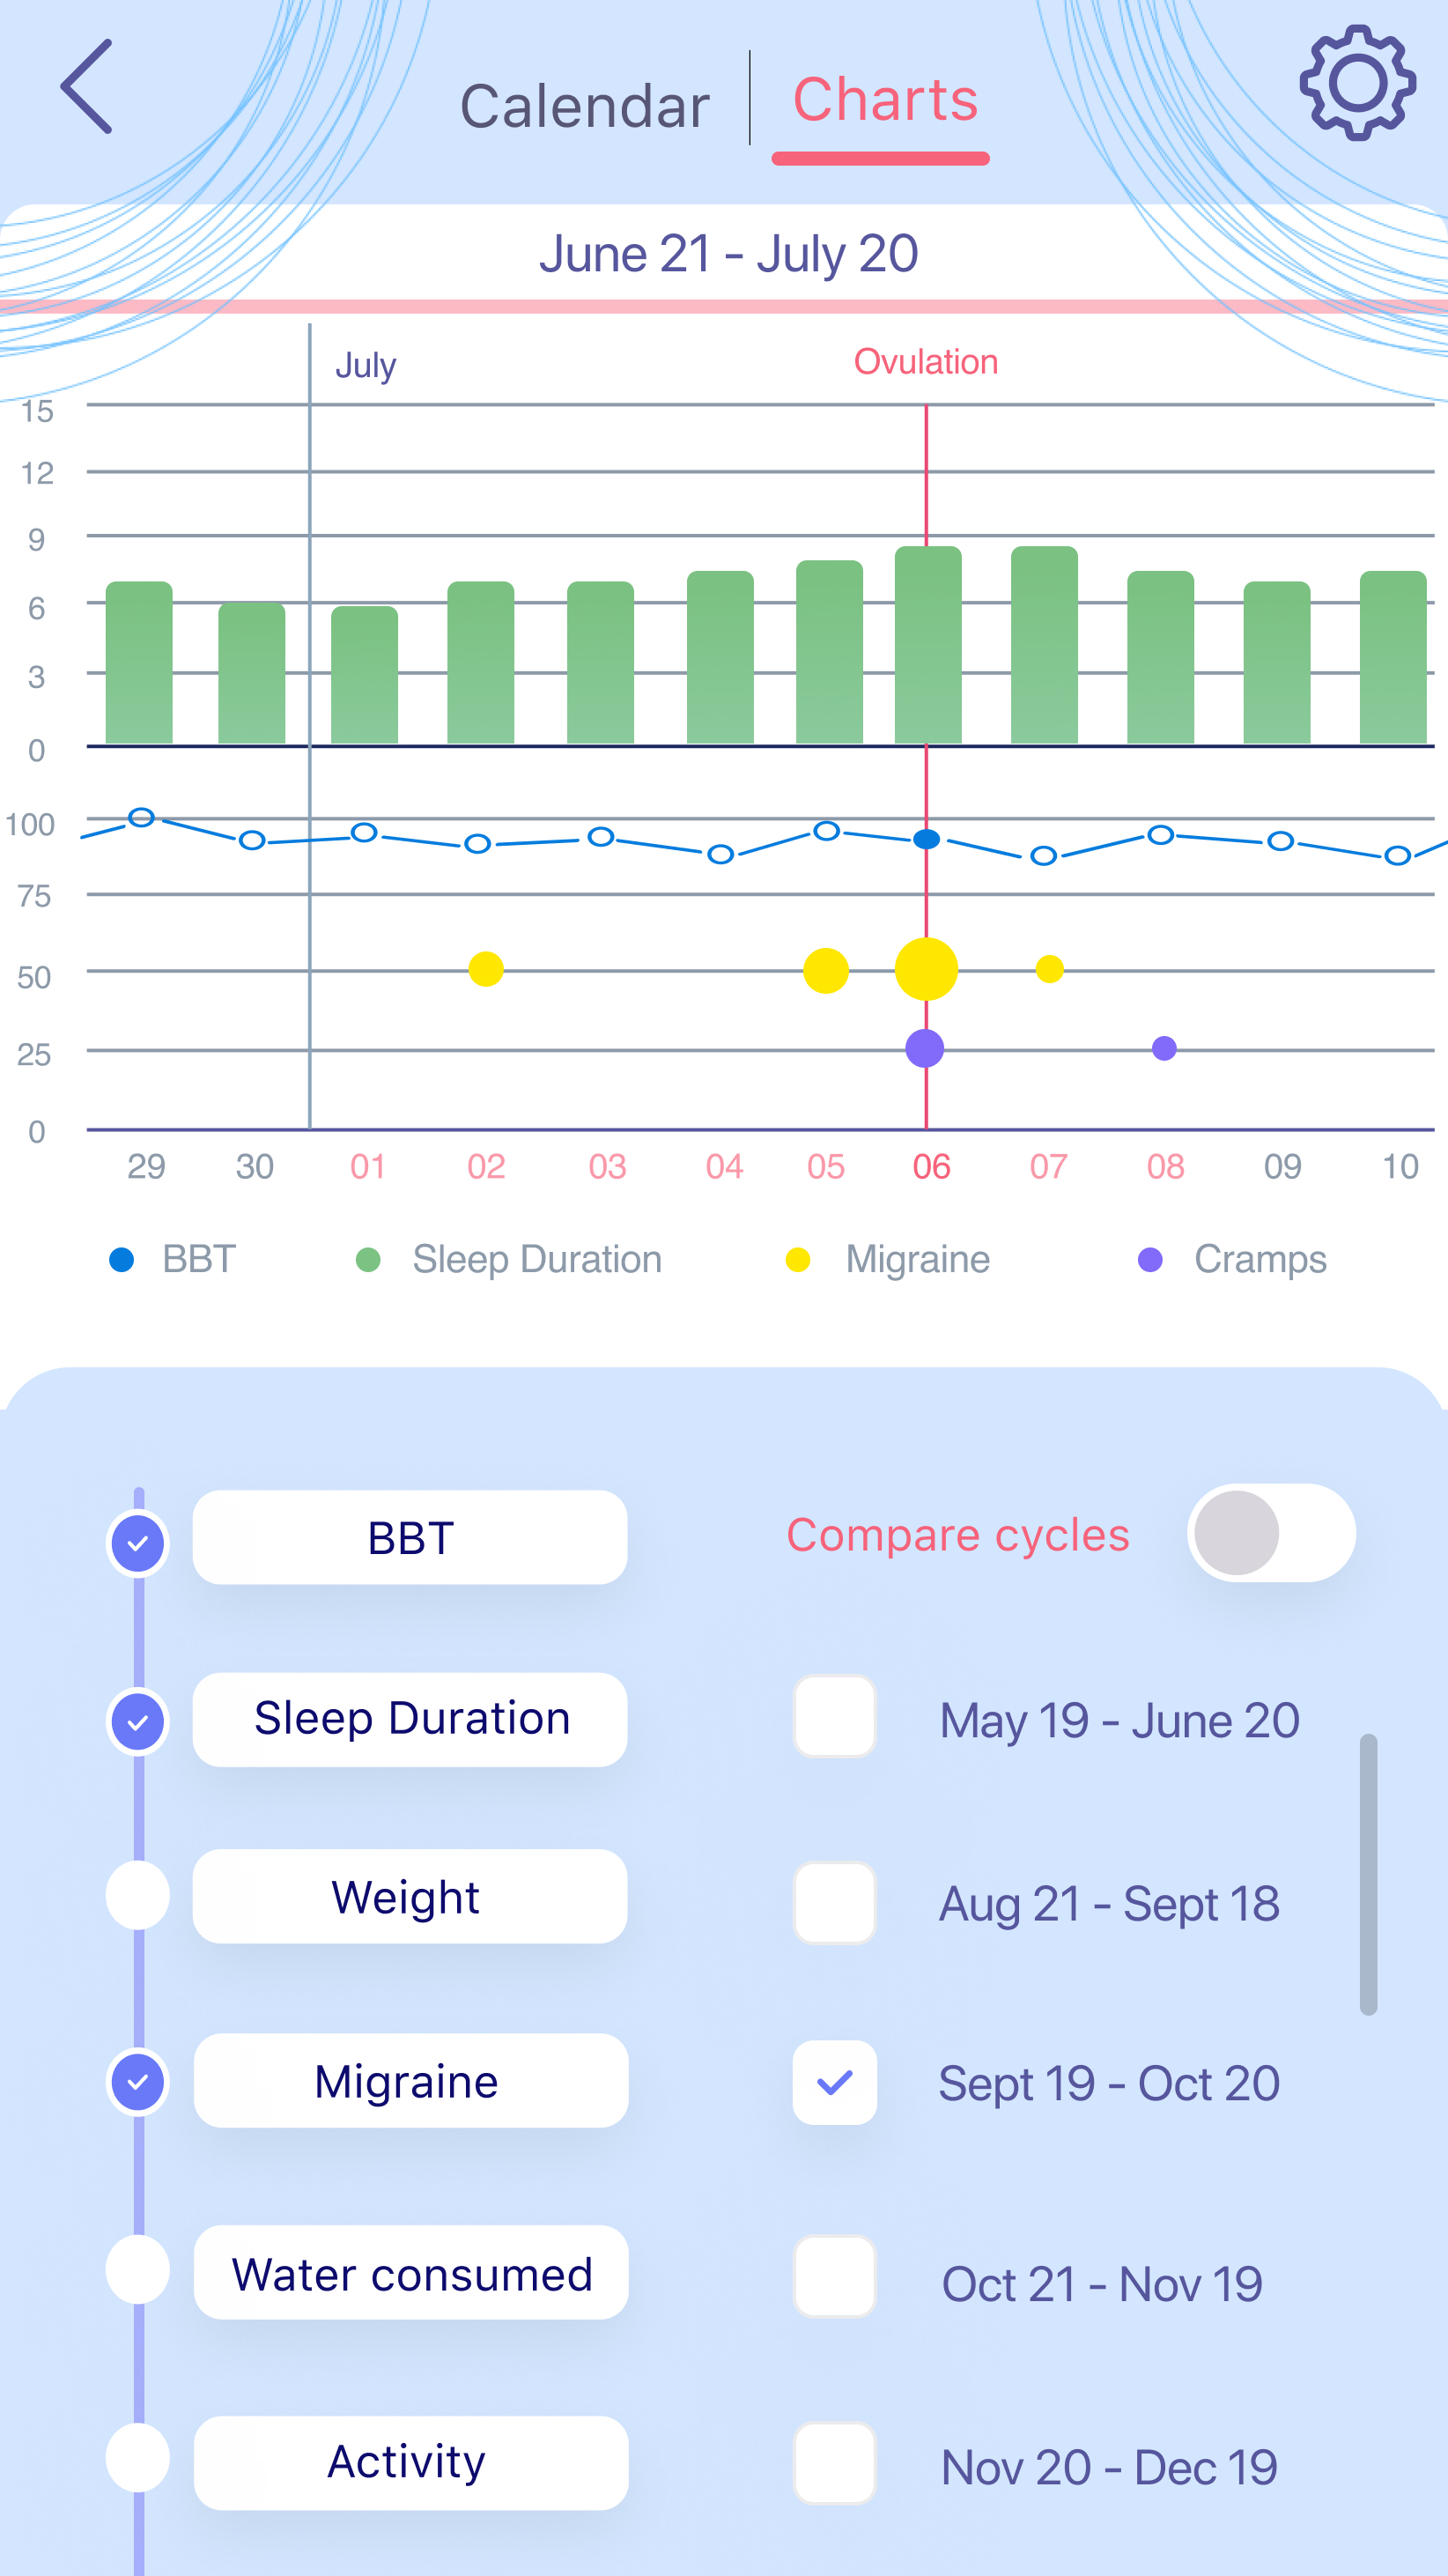 Calendar
Charts
June 21 - July 20
July
Ovulation
15
12
9
6
3
0
100
75
50
25
0
29 30 01 02 03 04 05 06 07 08 09 10
BBT
Sleep Duration
Migraine
Cramps
BBT
Compare cycles
Sleep Duration
May 19 - June 20
Weight
Aug 21 - Sept 18
Migraine
Sept 19 - Oct 20
Water consumed
Oct 21 - Nov 19
Activity
Nov 20 - Dec 19